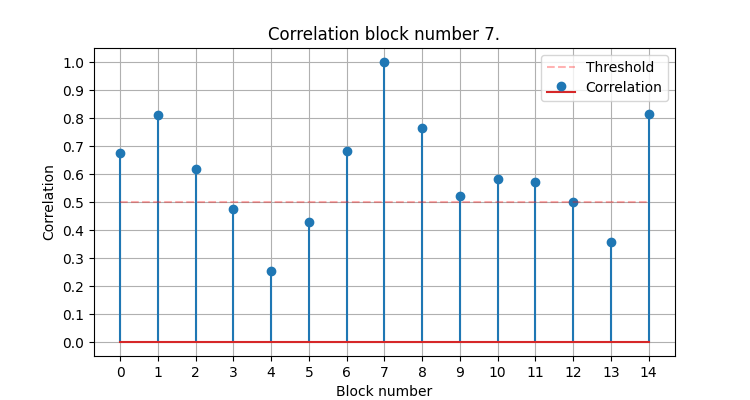 Correlation block number 7.
Threshold
Correlation
Correlation
1.0
0.9
0.8
0.7
0.6
0.5
0.4
0.3
0.2
0.1
0.0
0 1 2 3 4 5 6 7 8 9 10 11 12 13 14
Block number